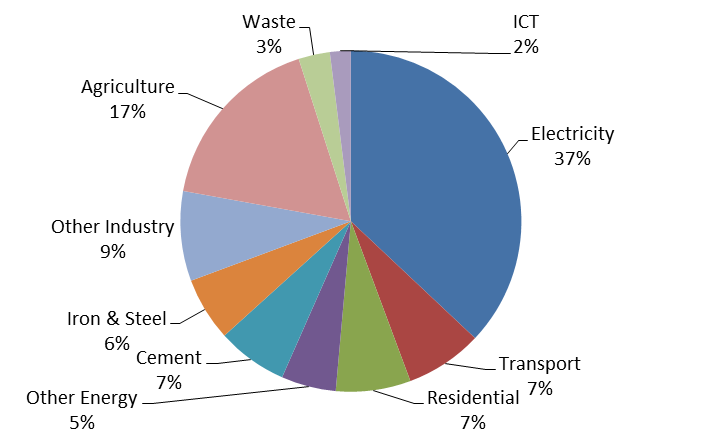 Waste
3%
ICT
2%
Agriculture
17%
Electricity
37%
Other Industry
9%
Iron & Steel
6%
Cement
7%
Transport
7%
Other Energy
5%
Residential
7%